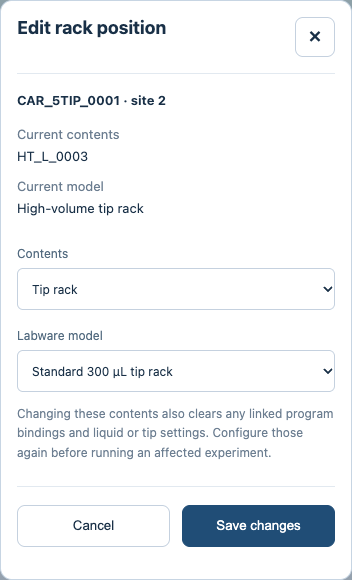 Edit rack position
×
CAR_5TIP_0001 · site 2
Current contents
HT_L_0003
Current model
High-volume tip rack
Contents
Tip rack
Labware model
Standard 300 µL tip rack
Changing these contents also clears any linked program
bindings and liquid or tip settings. Configure those
again before running an affected experiment.
Cancel
Save changes